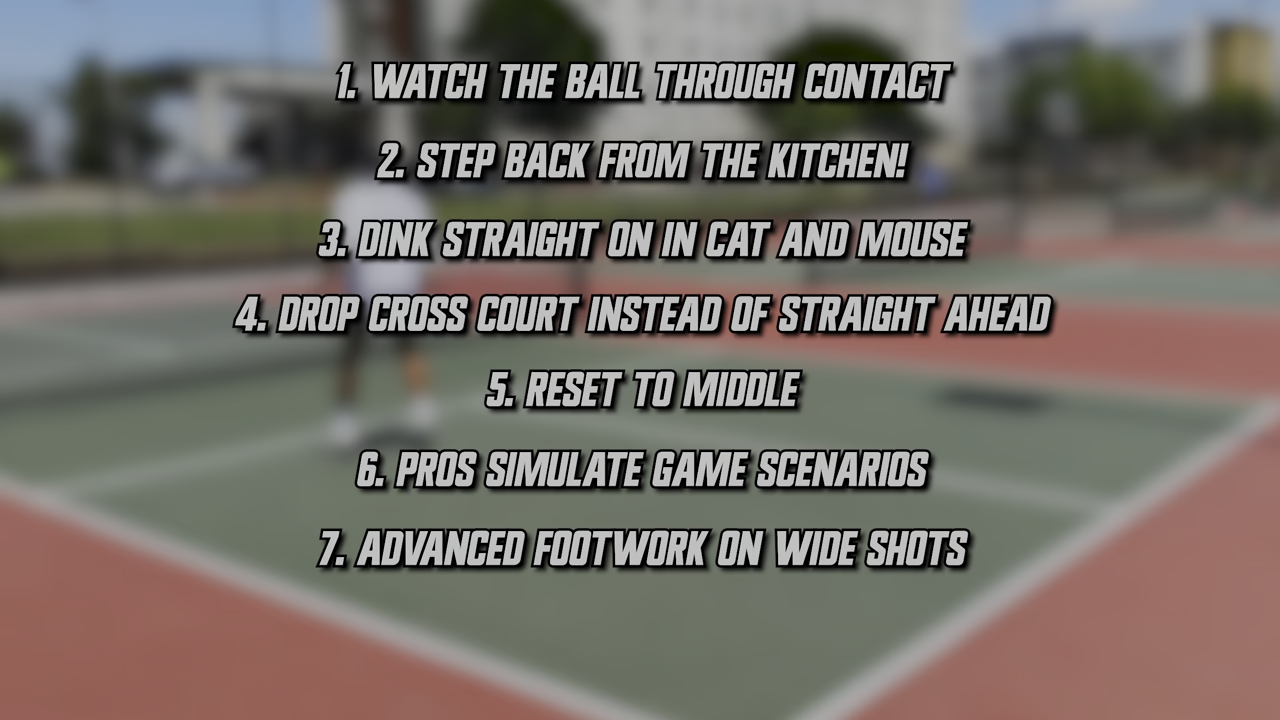 1. WATCH THE BALL THROUGH CONTACT
2. STEP BACK FROM THE KITCHEN!
3. DINK STRAIGHT ON IN CAT AND MOUSE
4. DROP CROSS COURT INSTEAD OF STRAIGHT AHEAD
5. RESET TO MIDDLE
6. PROS SIMULATE GAME SCENARIOS
7. ADVANCED FOOTWORK ON WIDE SHOTS